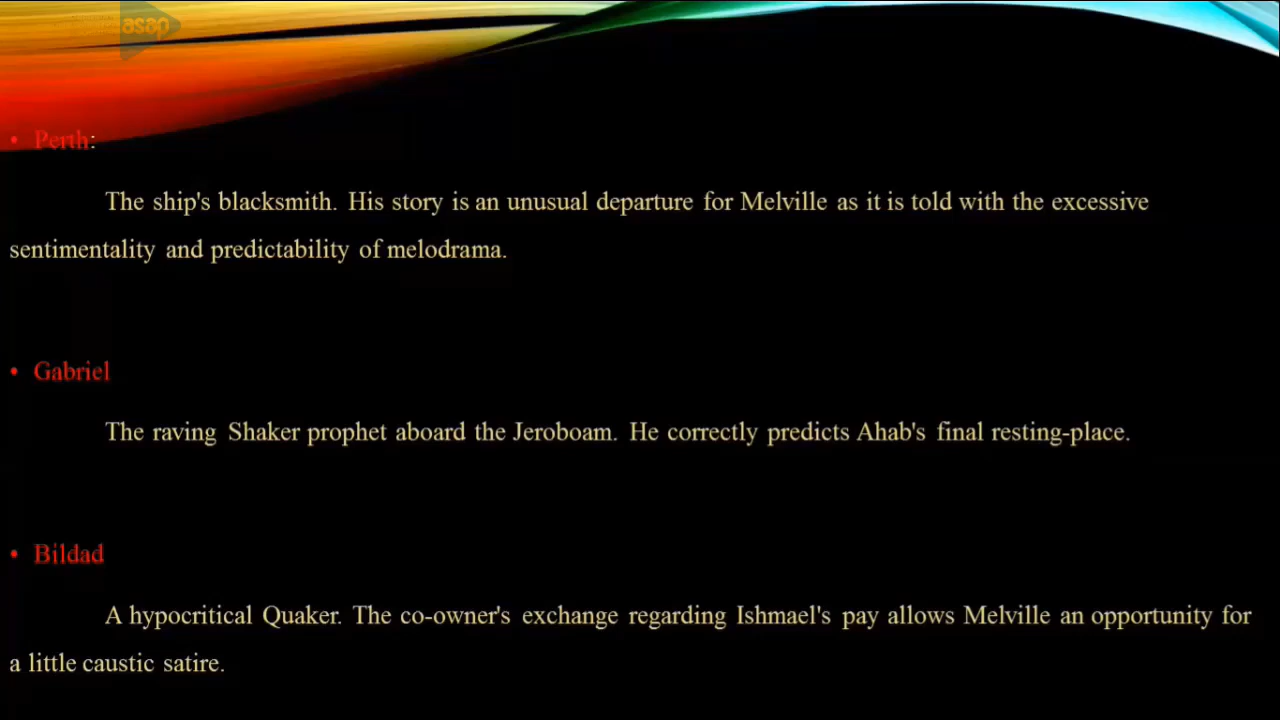 asap
• Perth:
The ship's blacksmith. His story is an unusual departure for Melville as it is told with the excessive
sentimentality and predictability of melodrama.
• Gabriel
The raving Shaker prophet aboard the Jeroboam. He correctly predicts Ahab's final resting-place.
• Bildad
A hypocritical Quaker. The co-owner's exchange regarding Ishmael's pay allows Melville an opportunity for
a little caustic satire.